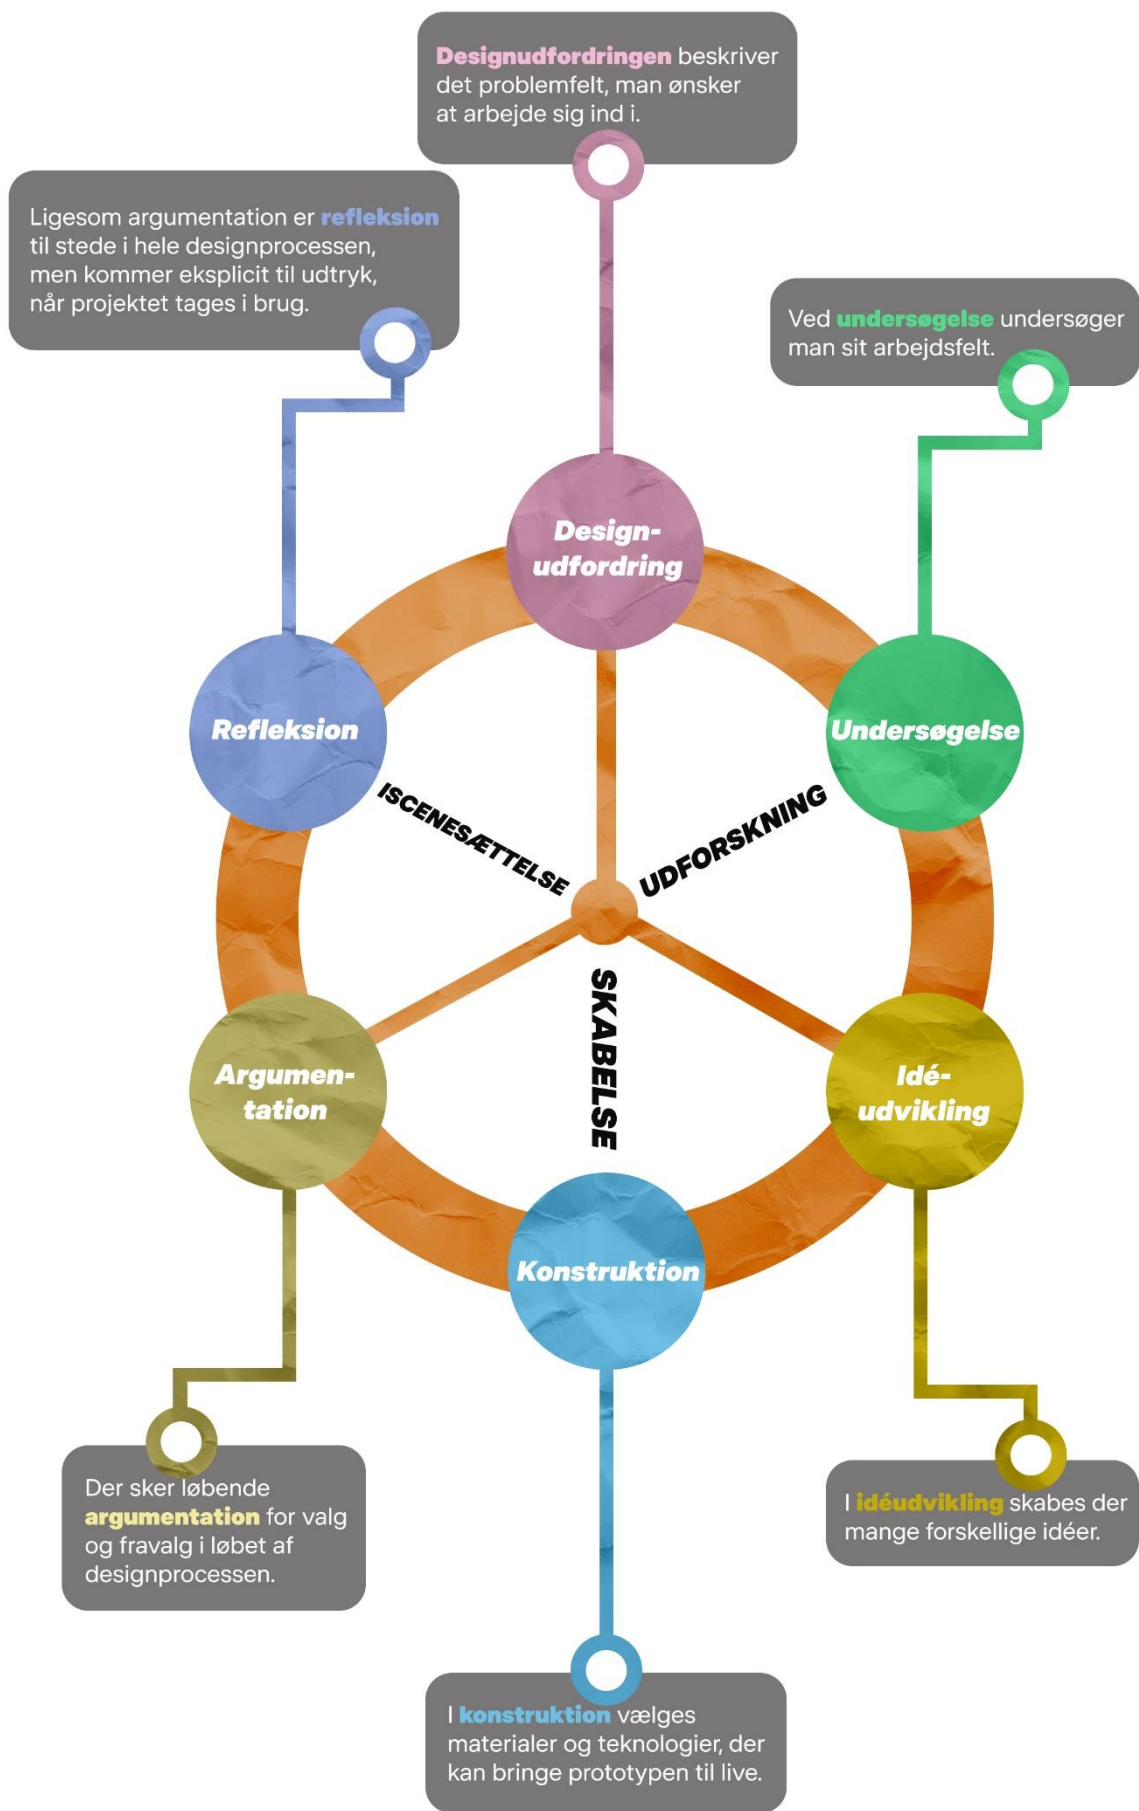 Designudfordringen beskriver
det problemfelt, man ønsker
at arbejde sig ind i.
Ligesom argumentation er refleksion
til stede i hele designprocessen,
men kommer eksplicit til udtryk,
når projektet tages i brug.
Ved undersøgelse undersøger
man sit arbejdsfelt.
Design-
udfordring
Refleksion
Undersøgelse
ISCENESÆTTELSE
UDFORSKNING
SKABELSE
Argumen-
tation
Idé-
udvikling
Konstruktion
Der sker løbende
argumentation for valg
og fravalg i løbet af
designprocessen.
I idéudvikling skabes der
mange forskellige idéer.
I konstruktion vælges
materialer og teknologier, der
kan bringe prototypen til live.